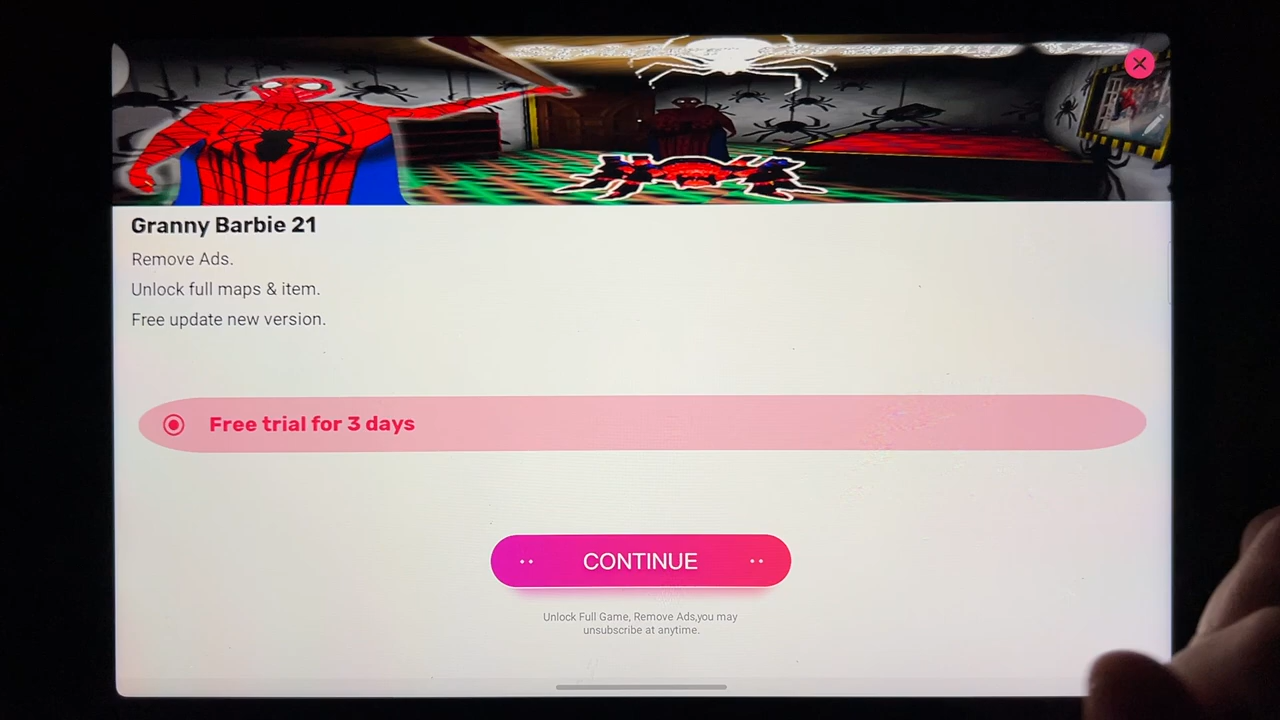 Granny Barbie 21
Remove Ads.
Unlock full maps & item.
Free update new version.
Free trial for 3 days
CONTINUE
Unlock Full Game, Remove Ads,you may
unsubscribe at anytime.